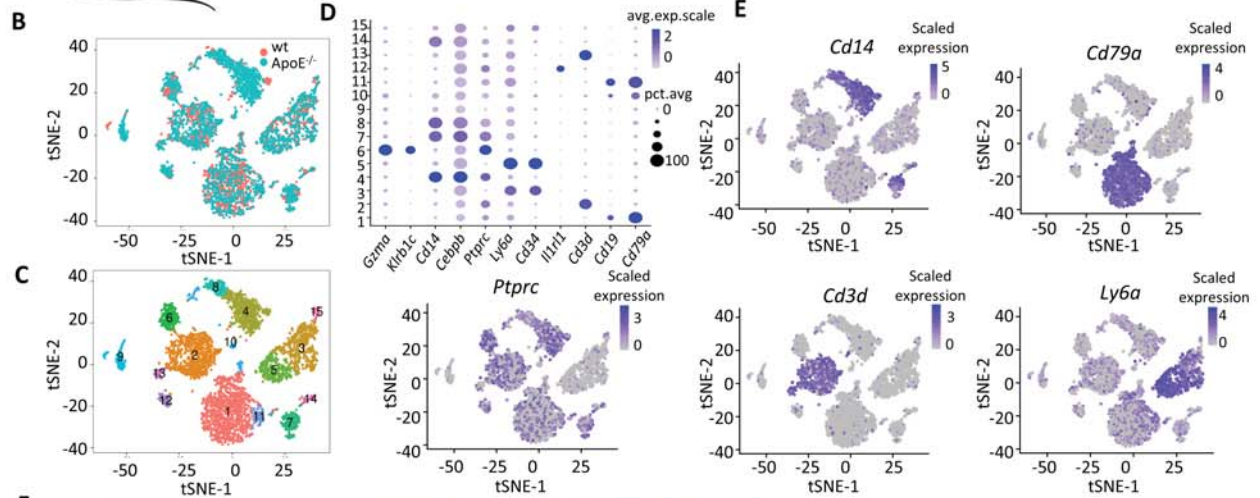 B
wt
ApoE-/-
40
20
0
-20
-40
tSNE-2
-50
-25
0
25
tSNE-1
C
40
20
0
-20
-40
tSNE-2
1
2
3
4
5
6
7
8
9
10
11
12
13
14
15
-50
-25
0
25
tSNE-1
D
15
14
13
12
11
10
9
8
7
6
5
4
3
2
1
Gzma
Klrb1c
Cd14
Cebpb
Ptprc
Ly6a
Cd34
Il1rl1
Cd3d
Cd19
Cd79a
avg.exp.scale
2
0
pct.avg
0
100
Ptprc
Scaled
expression
3
0
40
20
0
-20
-40
tSNE-2
-50
-25
0
25
tSNE-1
E
Cd14
Scaled
expression
5
0
40
20
0
-20
-40
tSNE-2
-50
-25
0
25
tSNE-1
Cd79a
Scaled
expression
4
0
40
20
0
-20
-40
tSNE-2
-50
-25
0
25
tSNE-1
Cd3d
Scaled
expression
3
0
40
20
0
-20
-40
tSNE-2
-50
-25
0
25
tSNE-1
Ly6a
Scaled
expression
4
0
40
20
0
-20
-40
tSNE-2
-50
-25
0
25
tSNE-1